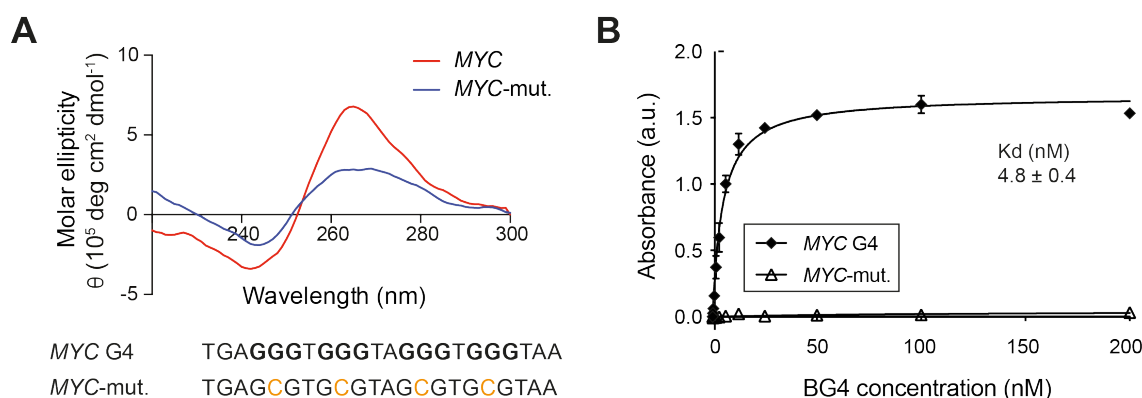 A
10
5
0
-5
Molar ellipticity
θ (10⁵ deg cm² dmol⁻¹)
MYC
MYC-mut.
240
260
280
300
Wavelength (nm)
MYC G4 TGAGGGTGGGTAGGGTGGGTAA
MYC-mut. TGAGCGTGCGTAGCGTGCGTAA
B
2.0
1.5
1.0
0.5
0.0
Absorbance (a.u.)
Kd (nM)
4.8 ± 0.4
MYC G4
MYC-mut.
0
50
100
150
200
BG4 concentration (nM)